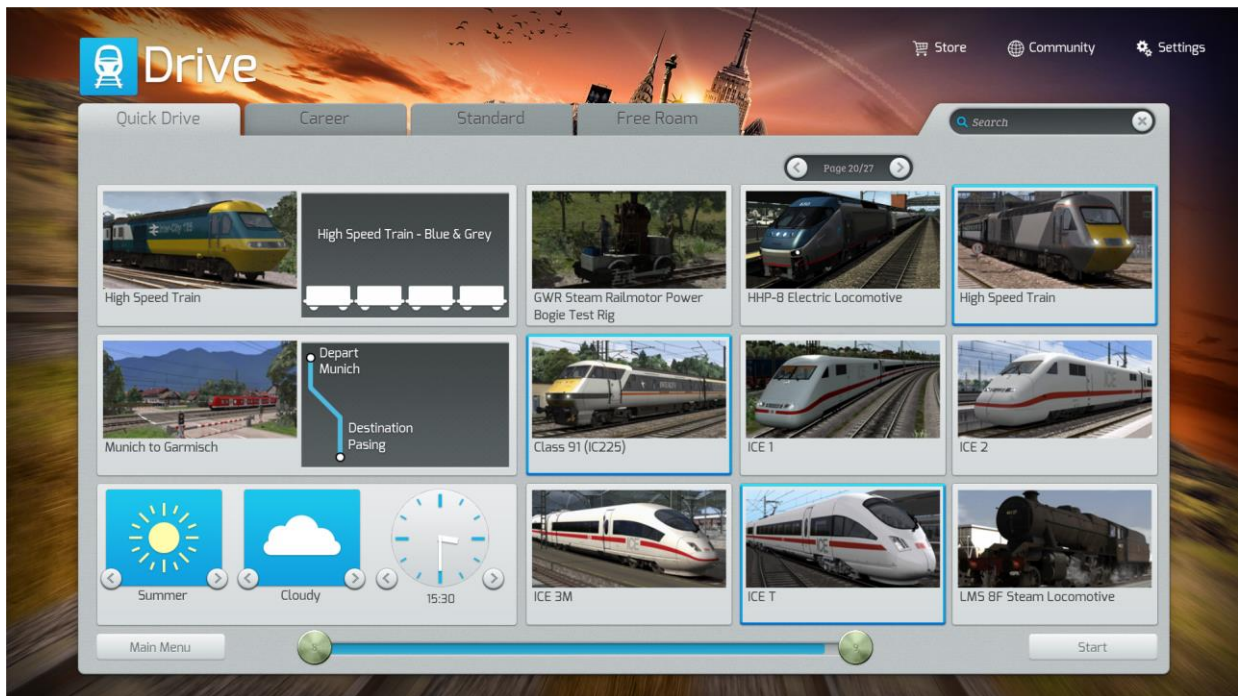 Drive
Store
Community
Settings
Quick Drive
Career
Standard
Free Roam
Search
Page 20/27
High Speed Train
High Speed Train - Blue & Grey
GWR Steam Railmotor Power
Bogie Test Rig
HHP-8 Electric Locomotive
High Speed Train
Munich to Garmisch
Depart
Munich
Destination
Pasing
Class 91 (IC225)
ICE 1
ICE 2
Summer
Cloudy
15:30
ICE 3M
ICE T
LMS 8F Steam Locomotive
Main Menu
Start